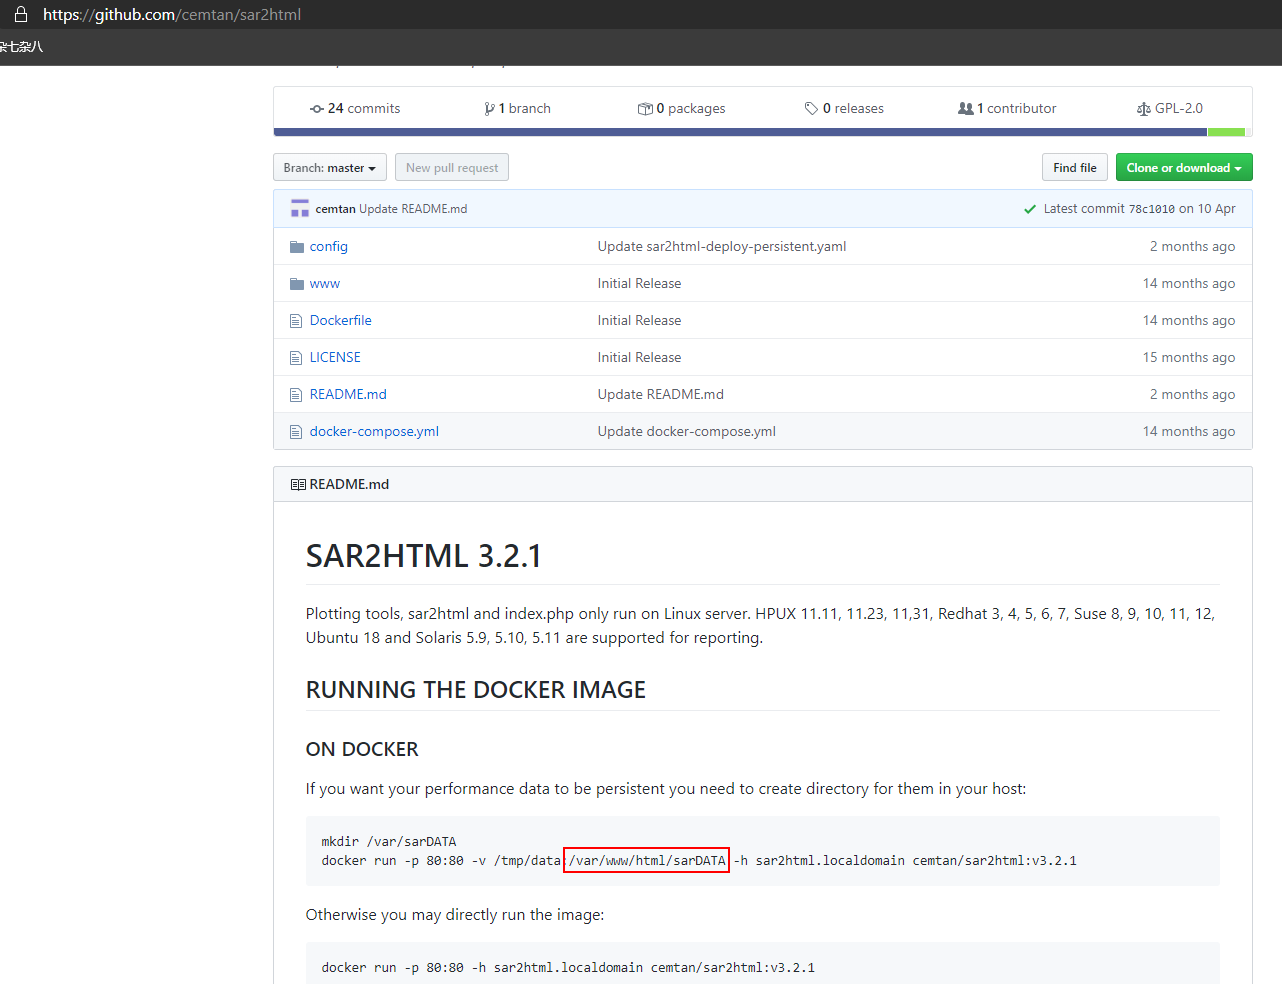 https://github.com/cemtan/sar2html
杂七杂八
24 commits 1 branch 0 packages 0 releases 1 contributor GPL-2.0
Branch: master New pull request Find file Clone or download
cemtan Update README.md Latest commit 78c1010 on 10 Apr
config Update sar2html-deploy-persistent.yaml 2 months ago
www Initial Release 14 months ago
Dockerfile Initial Release 14 months ago
LICENSE Initial Release 15 months ago
README.md Update README.md 2 months ago
docker-compose.yml Update docker-compose.yml 14 months ago
README.md
SAR2HTML 3.2.1
Plotting tools, sar2html and index.php only run on Linux server. HPUX 11.11, 11.23, 11,31, Redhat 3, 4, 5, 6, 7, Suse 8, 9, 10, 11, 12,
Ubuntu 18 and Solaris 5.9, 5.10, 5.11 are supported for reporting.
RUNNING THE DOCKER IMAGE
ON DOCKER
If you want your performance data to be persistent you need to create directory for them in your host:
mkdir /var/sarDATA
docker run -p 80:80 -v /tmp/data:/var/www/html/sarDATA -h sar2html.localdomain cemtan/sar2html:v3.2.1
Otherwise you may directly run the image:
docker run -p 80:80 -h sar2html.localdomain cemtan/sar2html:v3.2.1